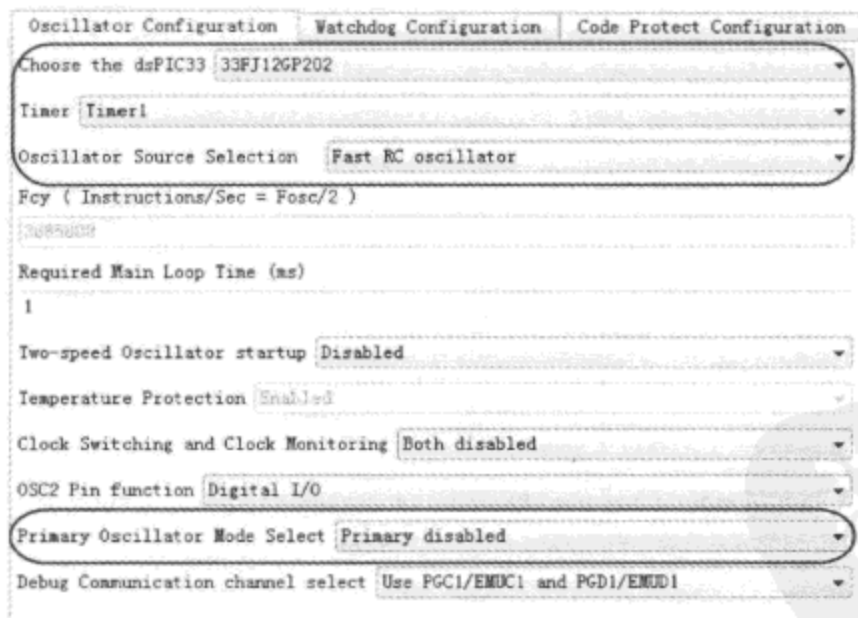 Oscillator Configuration Watchdog Configuration Code Protect Configuration
Choose the dsPIC33 33FJ12GP202
Timer Timer1
Oscillator Source Selection Fast RC oscillator
Fcy ( Instructions/Sec = Fosc/2 )
Required Main Loop Time (ms)
1
Two-speed Oscillator startup Disabled
Temperature Protection Enabled
Clock Switching and Clock Monitoring Both disabled
OSC2 Pin function Digital I/O
Primary Oscillator Mode Select Primary disabled
Debug Communication channel select Use PGC1/EMUC1 and PGD1/EMUD1